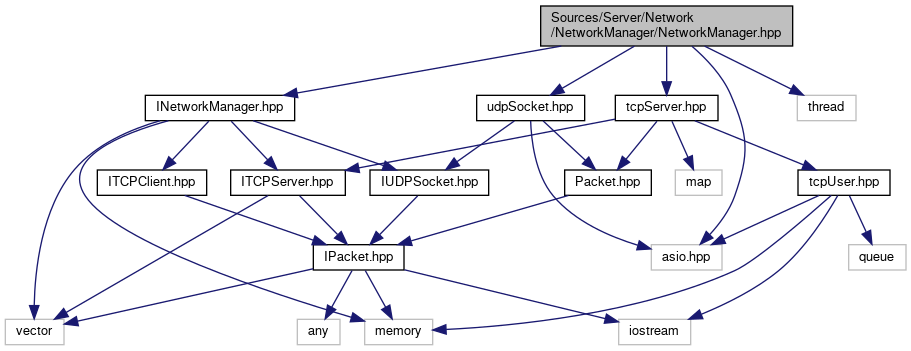 Sources/Server/Network
/NetworkManager/NetworkManager.hpp
INetworkManager.hpp
udpSocket.hpp
tcpServer.hpp
thread
ITCPClient.hpp
ITCPServer.hpp
IUDPSocket.hpp
Packet.hpp
map
tcpUser.hpp
IPacket.hpp
asio.hpp
queue
vector
any
memory
iostream